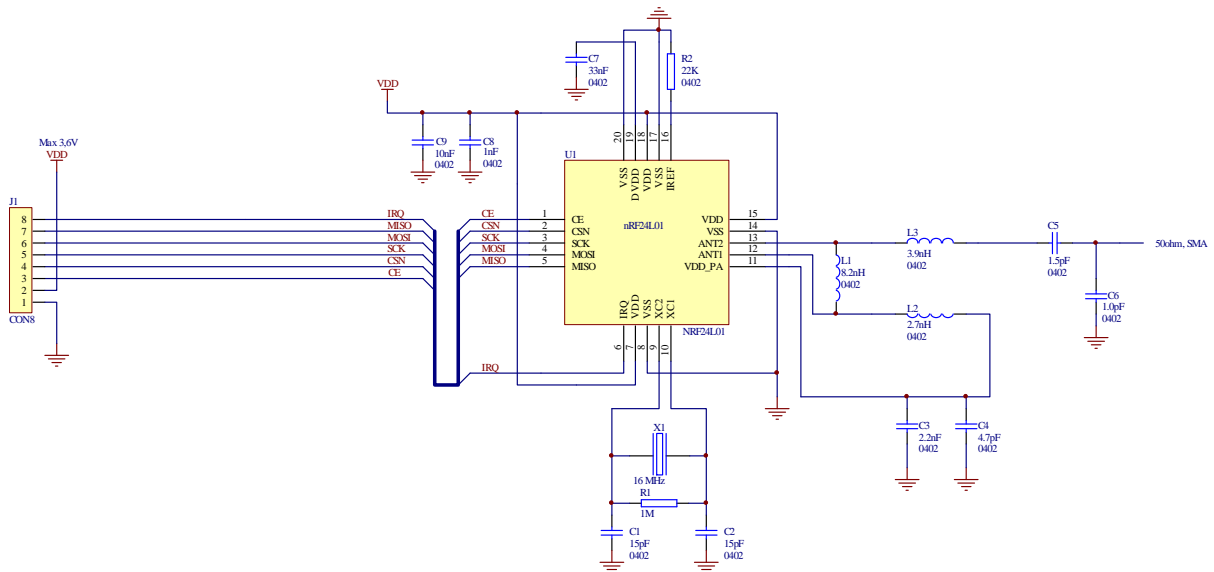 C7
33nF
0402
R2
22K
0402
VDD
C9
10nF
0402
C8
1nF
0402
20
19
18
17
16
U1
VSS
DVDD
VDD
VSS
IREF
Max 3,6V
VDD
J1
8
7
6
5
4
3
2
1
CON8
IRQ
MISO
MOSI
SCK
CSN
CE
CE
CSN
SCK
MOSI
MISO
IRQ
1
2
3
4
5
CE
CSN
SCK
MOSI
MISO
nRF24L01
VDD
VSS
ANT2
ANT1
VDD_PA
15
14
13
12
11
IRQ
VDD
VSS
XC2
XC1
NRF24L01
6
7
8
9
10
L1
8.2nH
0402
L3
3.9nH
0402
L2
2.7nH
0402
C5
1.5pF
0402
C6
1.0pF
0402
50ohm, SMA
C3
2.2nF
0402
C4
4.7pF
0402
X1
16 MHz
R1
1M
C1
15pF
0402
C2
15pF
0402